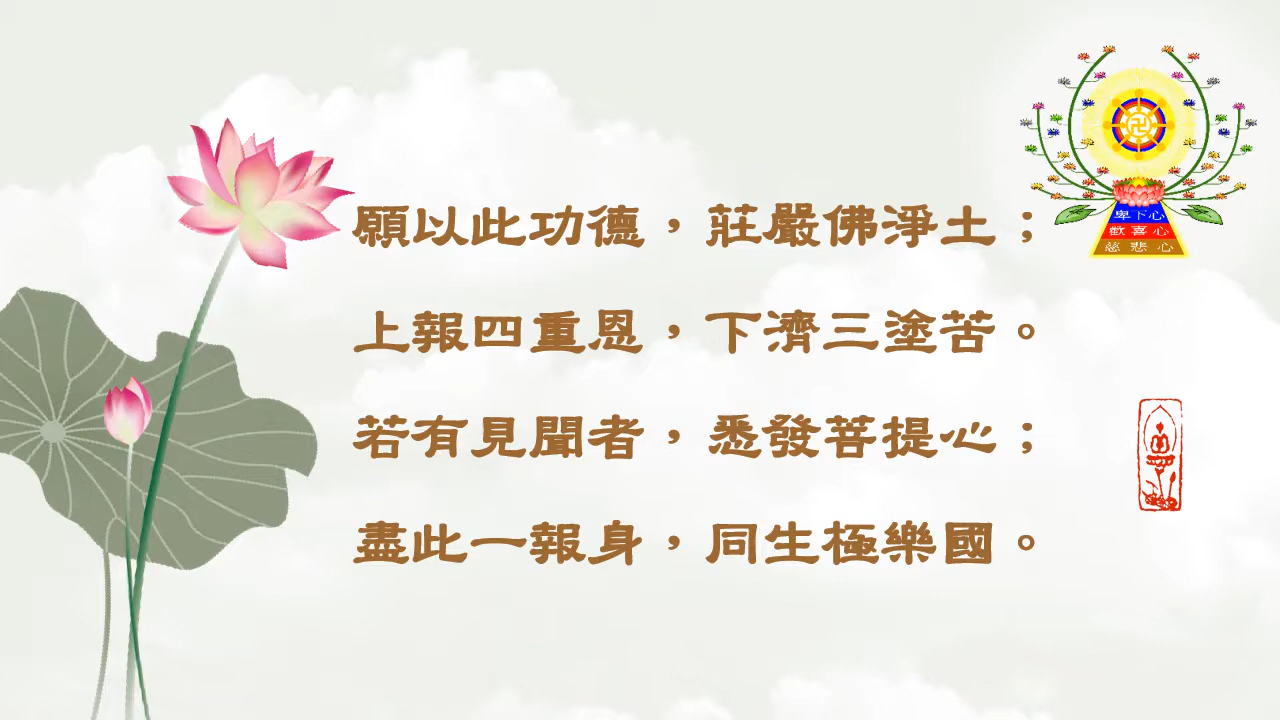 願以此功德，莊嚴佛淨土；
上報四重恩，下濟三塗苦。
若有見聞者，悉發菩提心；
盡此一報身，同生極樂國。
卍
卑下心
歡喜心
慈悲心